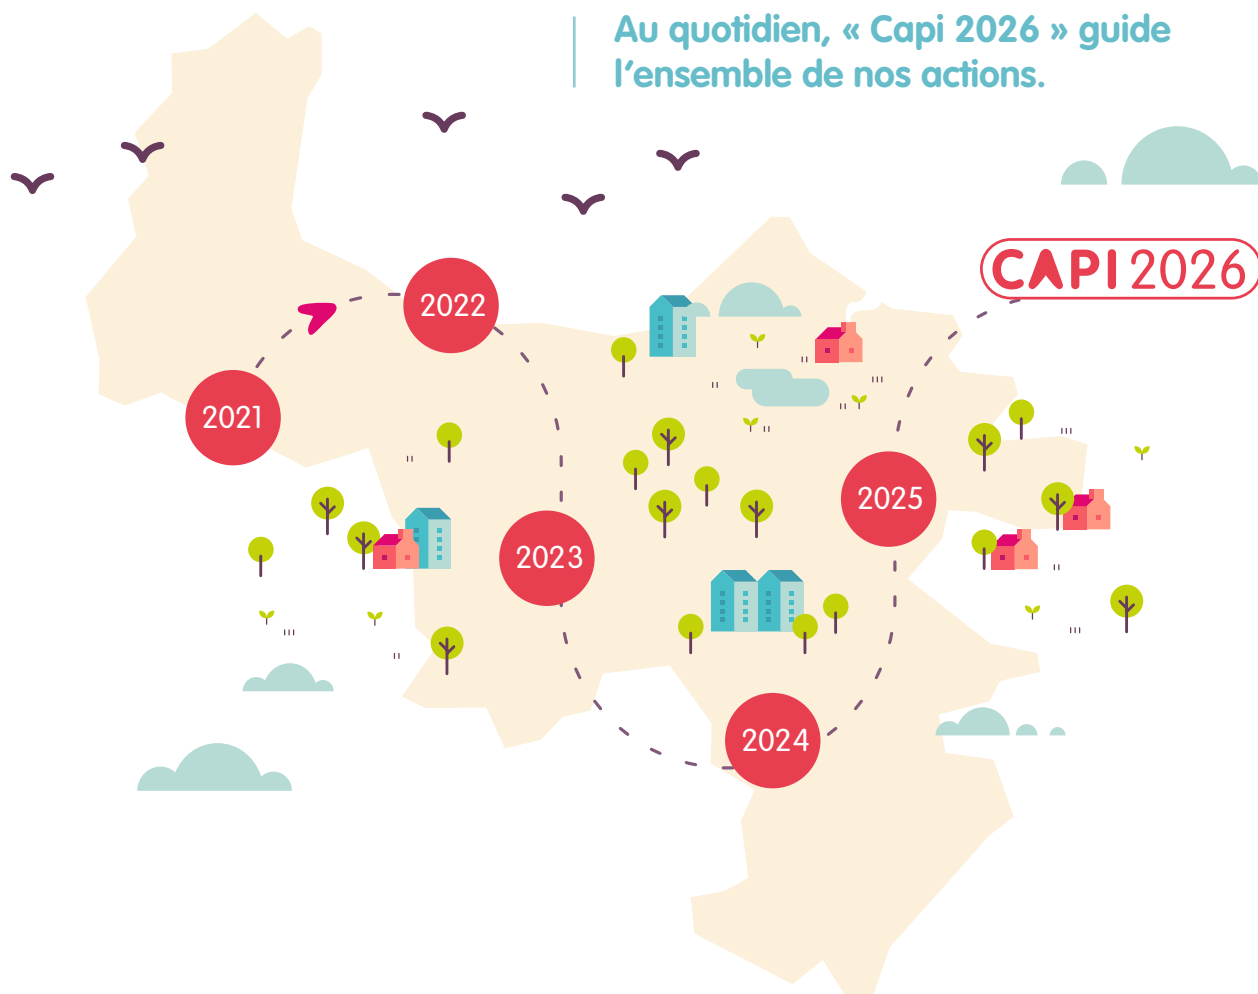 Au quotidien, « Capi 2026 » guide
l’ensemble de nos actions.
CAPI 2026
2022
2021
2025
2023
2024